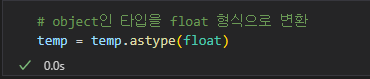 # object인 타입을 float 형식으로 변환
temp = temp.astype(float)
0.0s